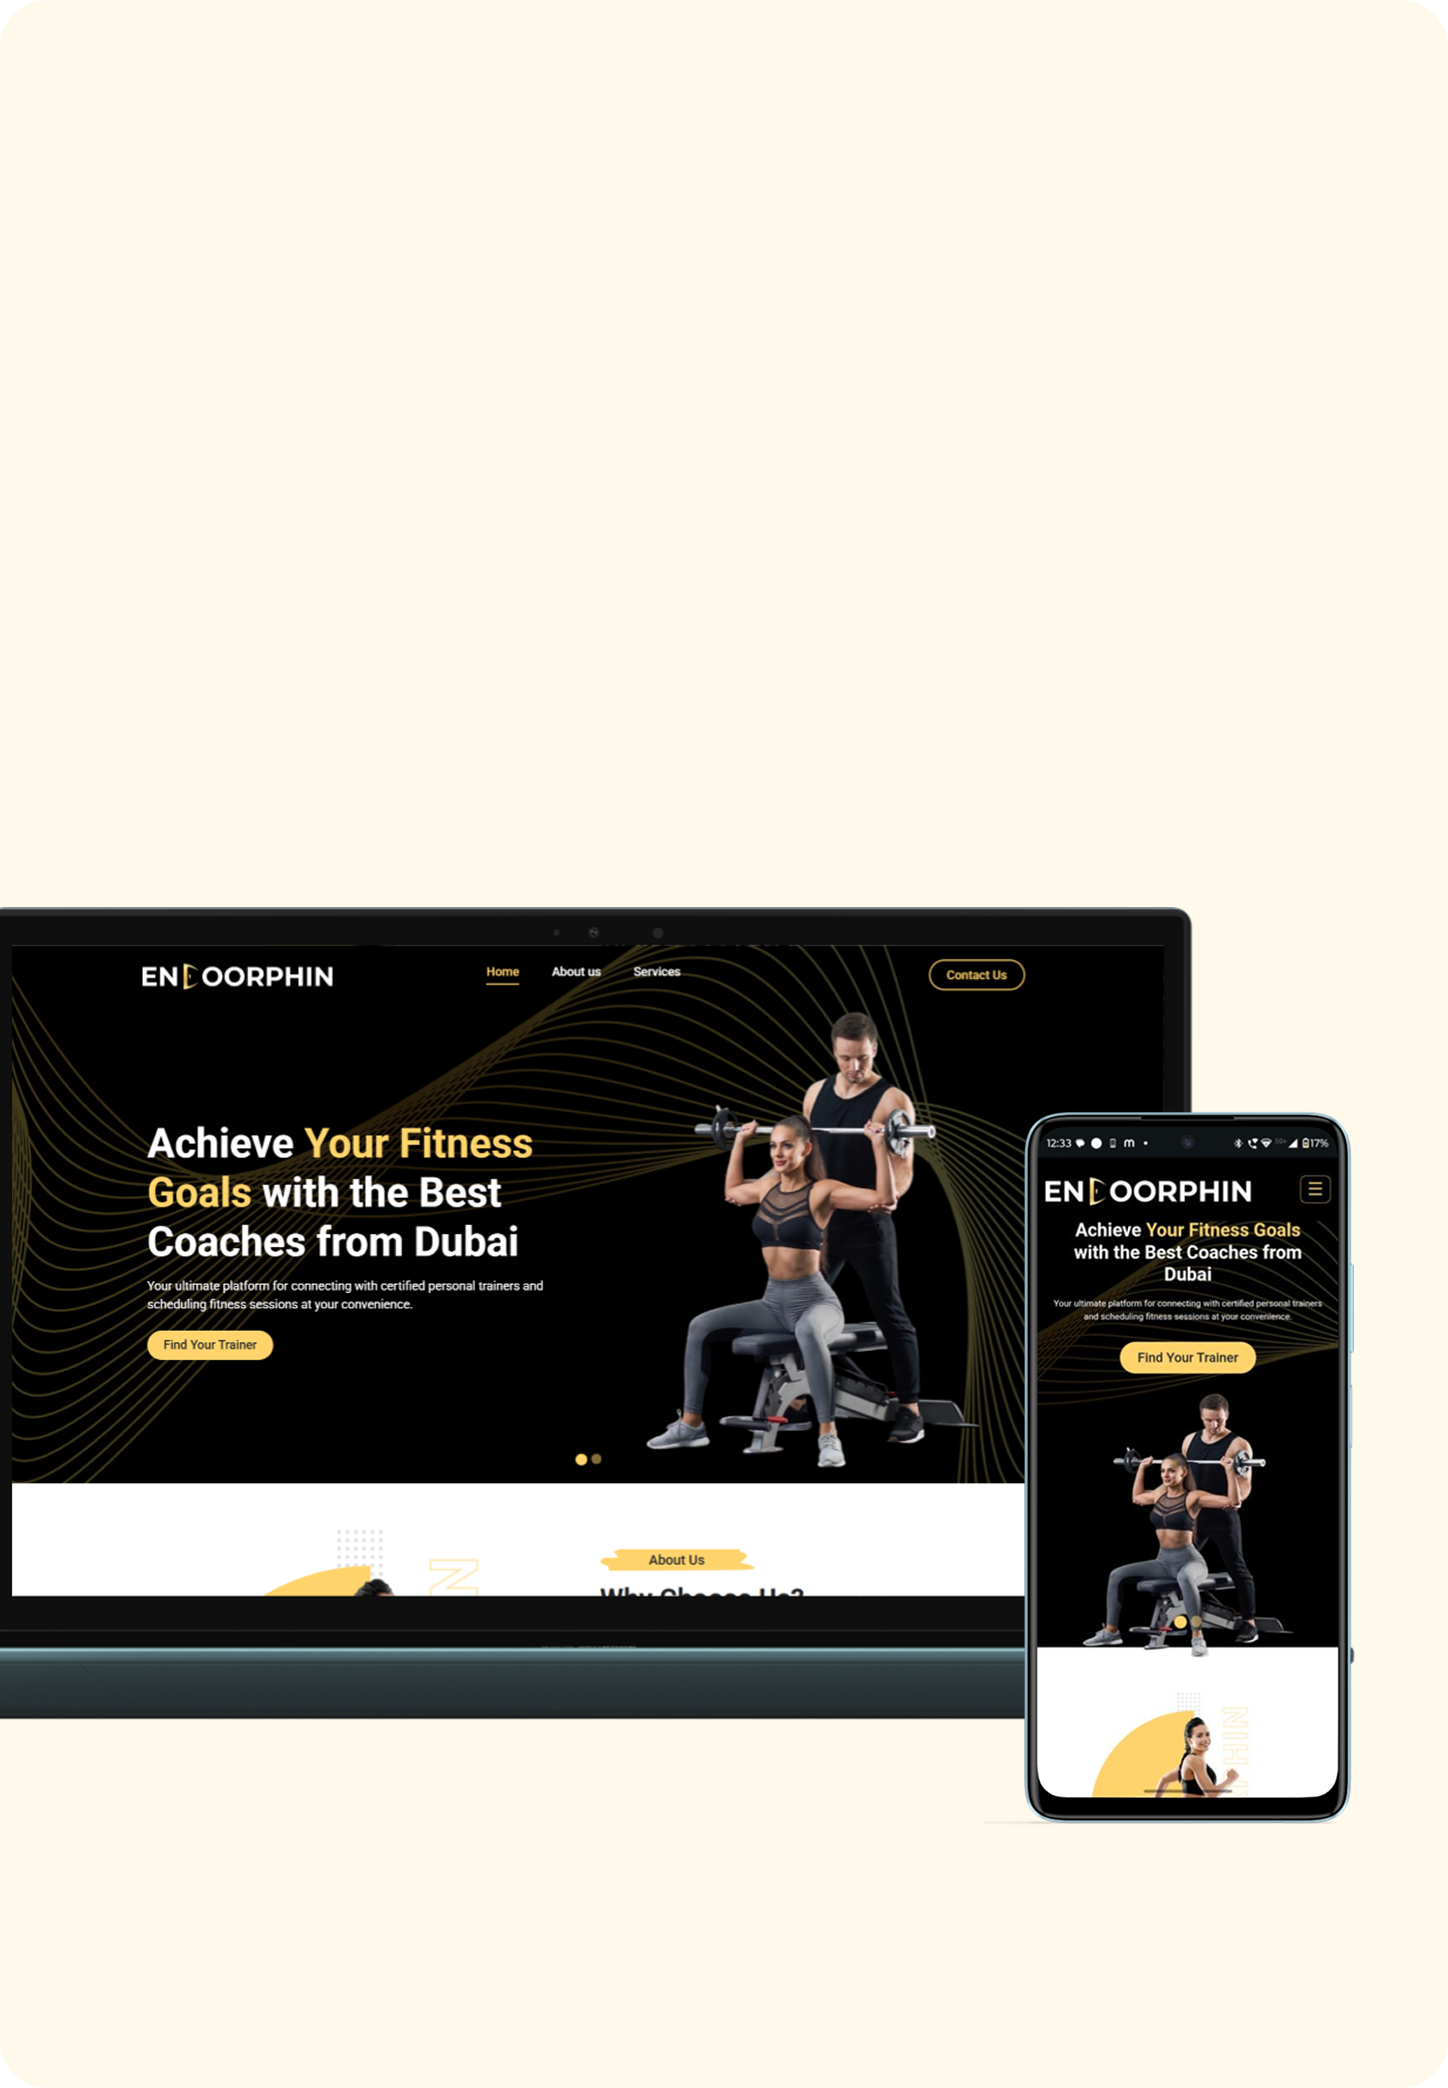 ENDOORPHIN
Home About us Services
Contact Us
Achieve Your Fitness
Goals with the Best
Coaches from Dubai
Your ultimate platform for connecting with certified personal trainers and
scheduling fitness sessions at your convenience.
Find Your Trainer
N
About Us
Why Choose Us?
12:33 m 5G+ 17%
ENDOORPHIN
Achieve Your Fitness Goals
with the Best Coaches from
Dubai
Your ultimate platform for connecting with certified personal trainers
and scheduling fitness sessions at your convenience.
Find Your Trainer
PHIN